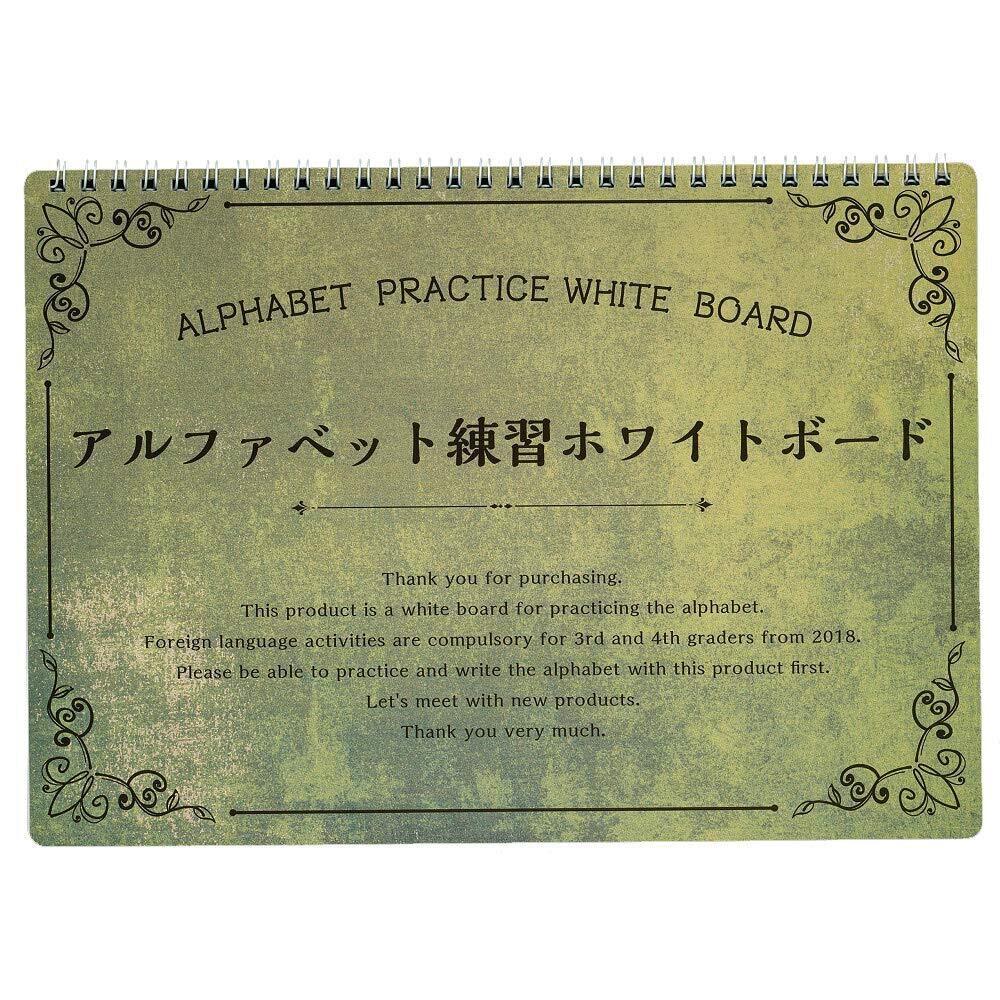 ALPHABET PRACTICE WHITE BOARD
アルファベット練習ホワイトボード
Thank you for purchasing.
This product is a white board for practicing the alphabet.
Foreign language activities are compulsory for 3rd and 4th graders from 2018.
Please be able to practice and write the alphabet with this product first.
Let's meet with new products.
Thank you very much.